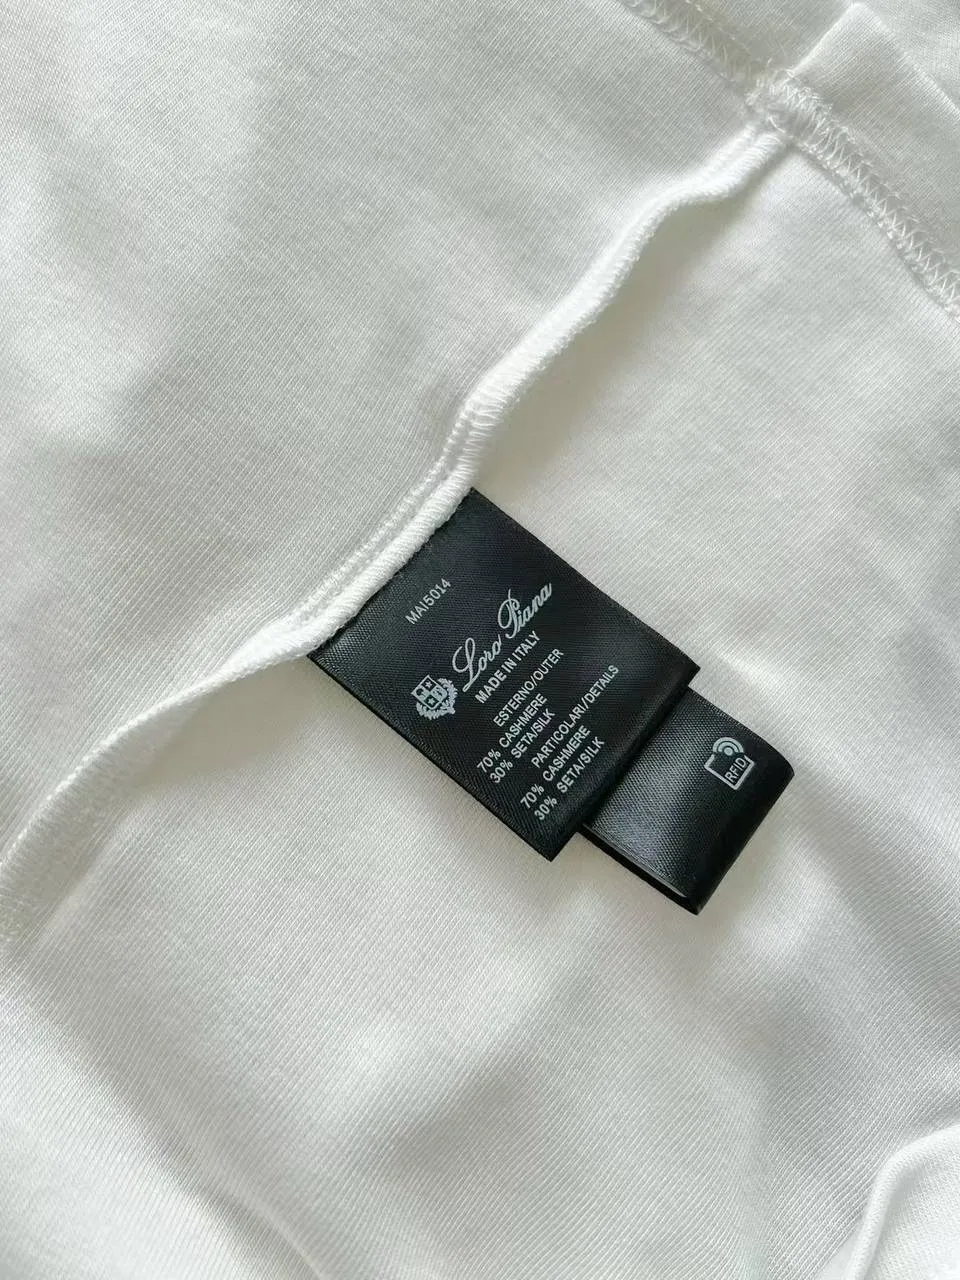 MAI5014
Loro Piana
MADE IN ITALY
ESTERNO/OUTER
70% CASHMERE
30% SETA/SILK
PARTICOLARI/DETAILS
70% CASHMERE
30% SETA/SILK
RFID